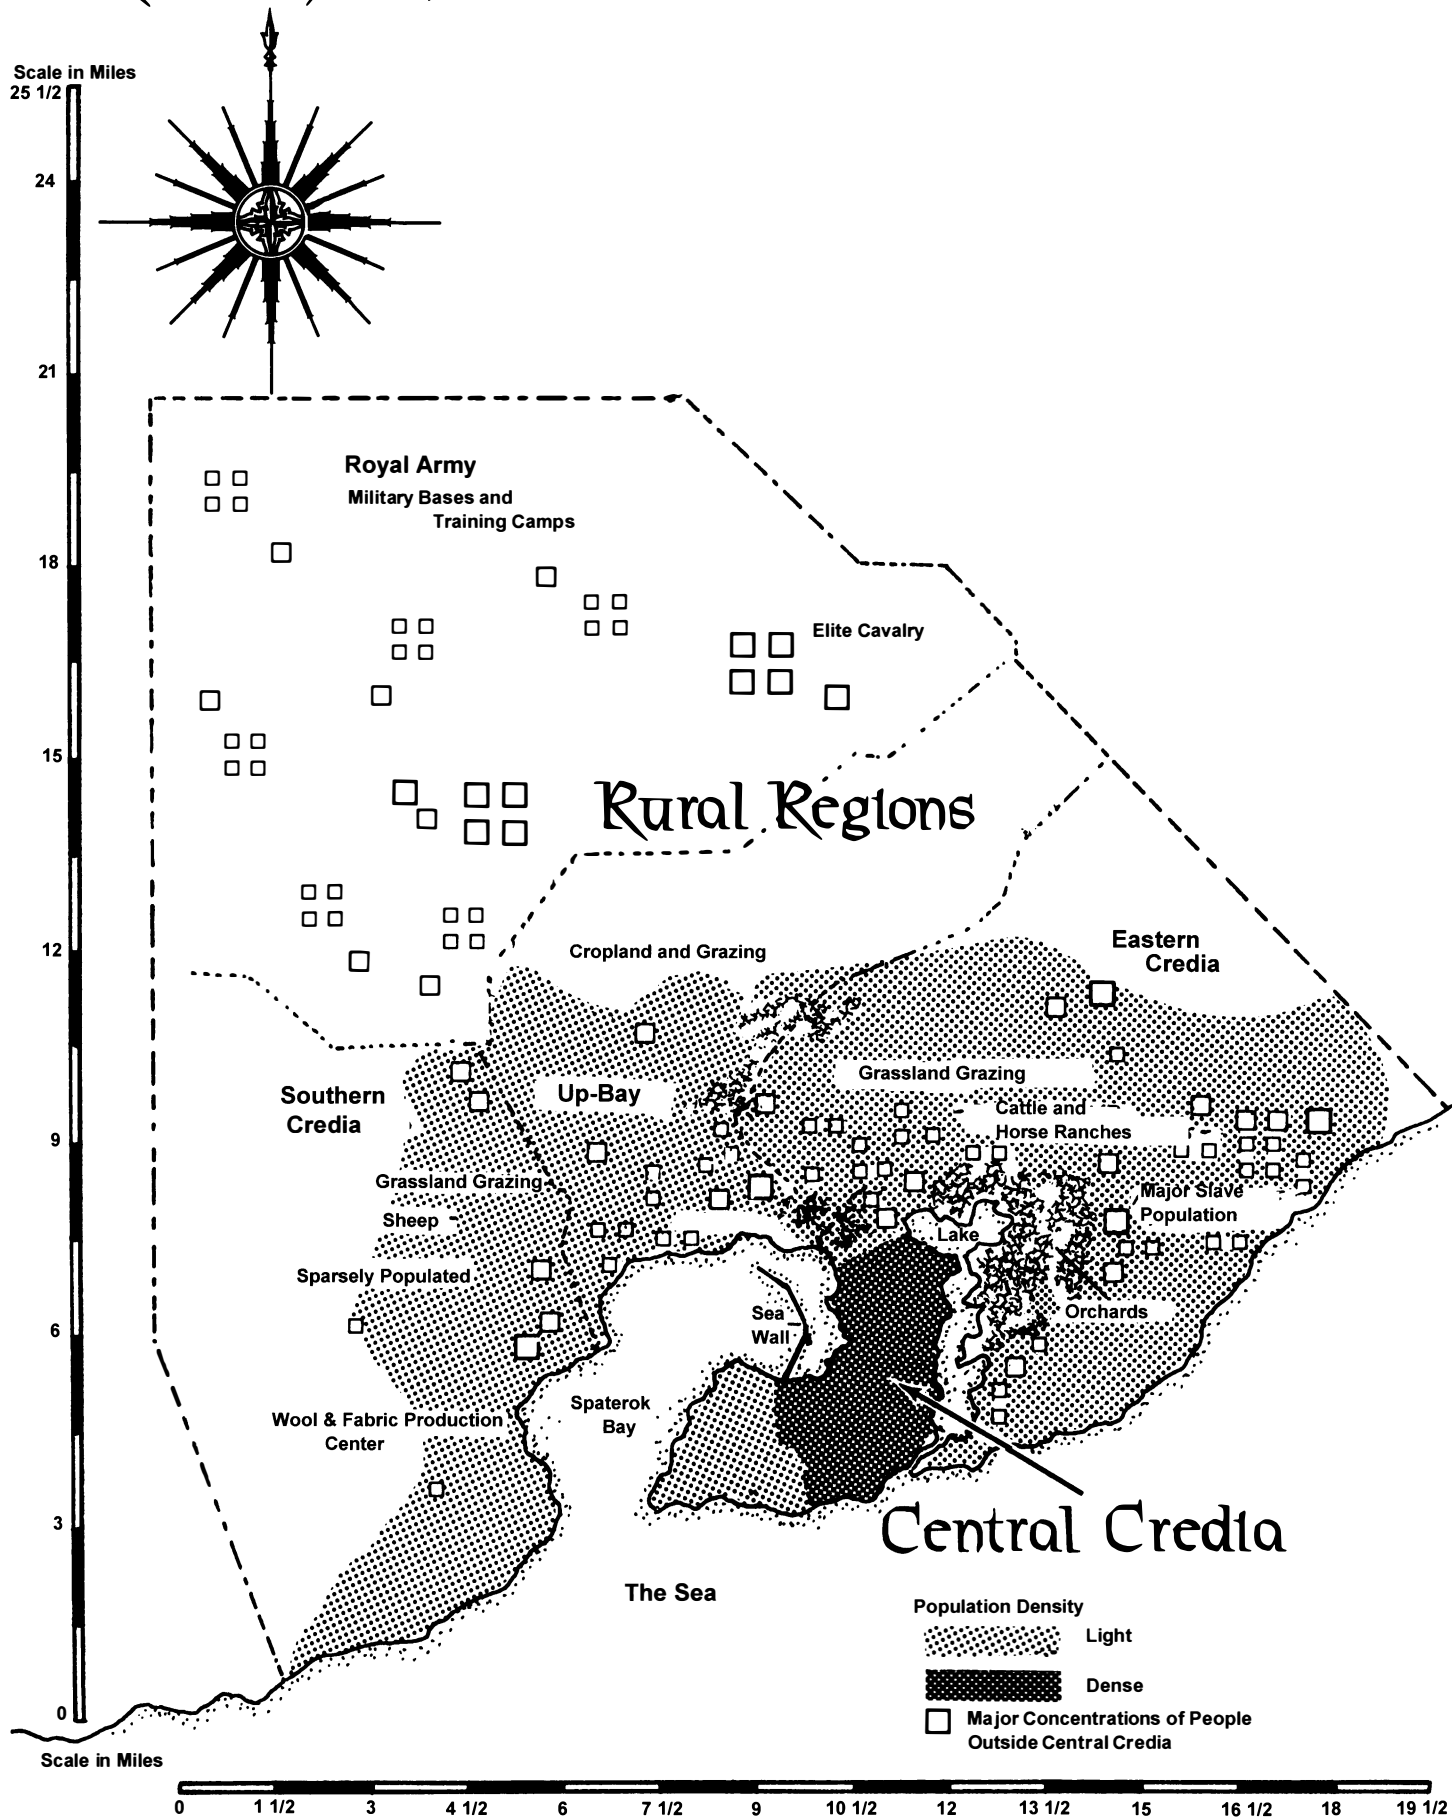 Scale in Miles
25 1/2
24
21
Royal Army
Military Bases and
Training Camps
18
Elite Cavalry
15
Rural Regions
12
Cropland and Grazing
Eastern
Credia
Grassland Grazing
Southern
Credia
Up-Bay
Cattle and
Horse Ranches
9
Grassland Grazing
Sheep
Major Slave
Population
Lake
Sparsely Populated
Orchards
6
Sea
Wall
Spaterok
Bay
Wool & Fabric Production
Center
3
Central Credia
The Sea
Population Density
Light
Dense
Major Concentrations of People
Outside Central Credia
0
Scale in Miles
0 1 1/2 3 4 1/2 6 7 1/2 9 10 1/2 12 13 1/2 15 16 1/2 18 19 1/2